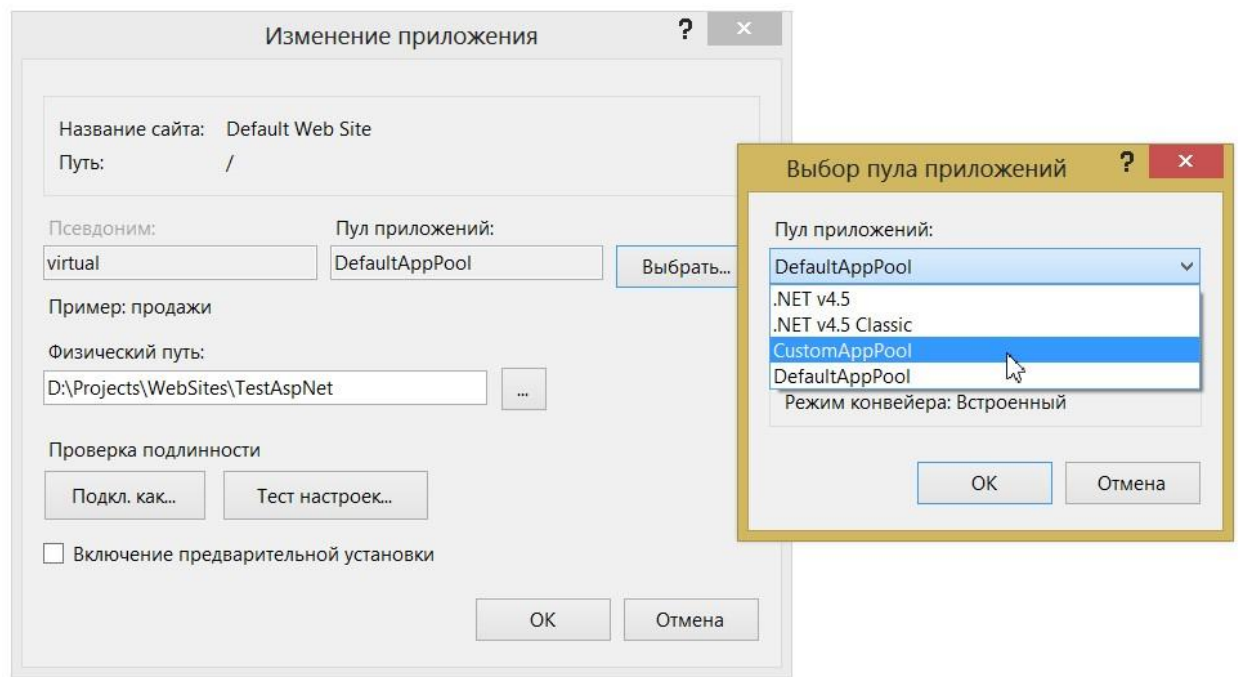 Изменение приложения
?
×
Название сайта: Default Web Site
Путь: /
Псевдоним:
virtual
Пул приложений:
DefaultAppPool
Выбрать...
Пример: продажи
Физический путь:
D:\Projects\WebSites\TestAspNet
...
Проверка подлинности
Подкл. как...
Тест настроек...
Включение предварительной установки
ОК
Отмена
Выбор пула приложений
?
×
Пул приложений:
DefaultAppPool
.NET v4.5
.NET v4.5 Classic
CustomAppPool
DefaultAppPool
Режим конвейера: Встроенный
ОК
Отмена